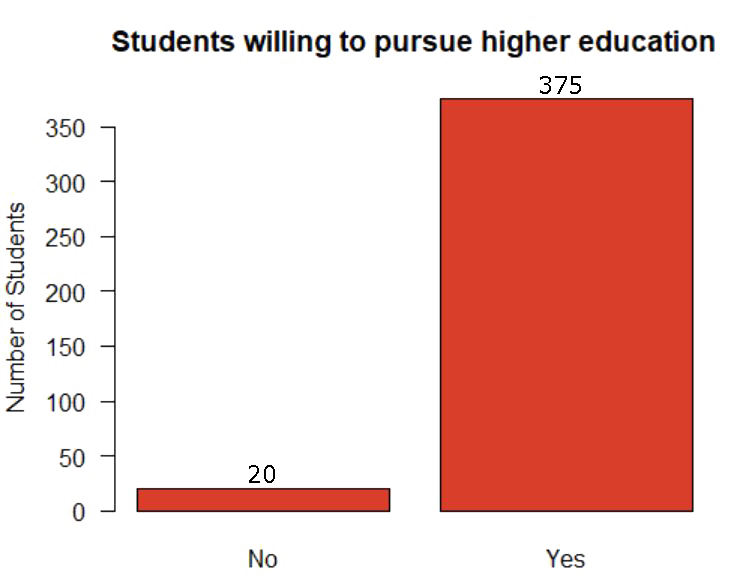 Students willing to pursue higher education
375
350
300
250
200
150
100
50
0
Number of Students
20
No
Yes